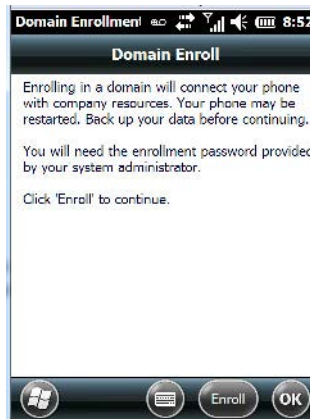 Domain Enrollment 8:52
Domain Enroll
Enrolling in a domain will connect your phone
with company resources. Your phone may be
restarted. Back up your data before continuing.
You will need the enrollment password provided
by your system administrator.
Click 'Enroll' to continue.
Enroll OK